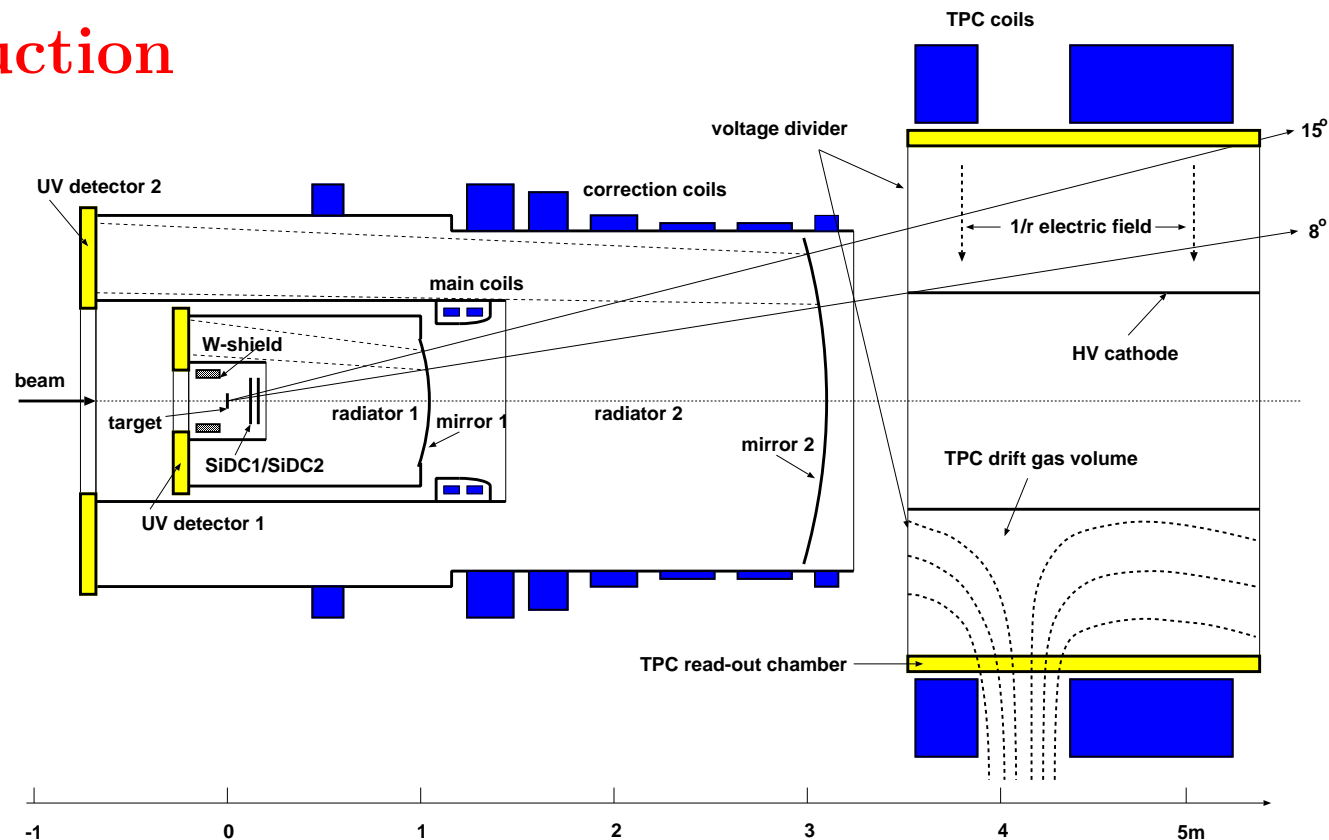 uction
TPC coils
voltage divider
15°
UV detector 2
correction coils
1/r electric field
8°
main coils
W-shield
HV cathode
beam
target
radiator 1
mirror 1
radiator 2
mirror 2
SiDC1/SiDC2
TPC drift gas volume
UV detector 1
TPC read-out chamber
-1 0 1 2 3 4 5m